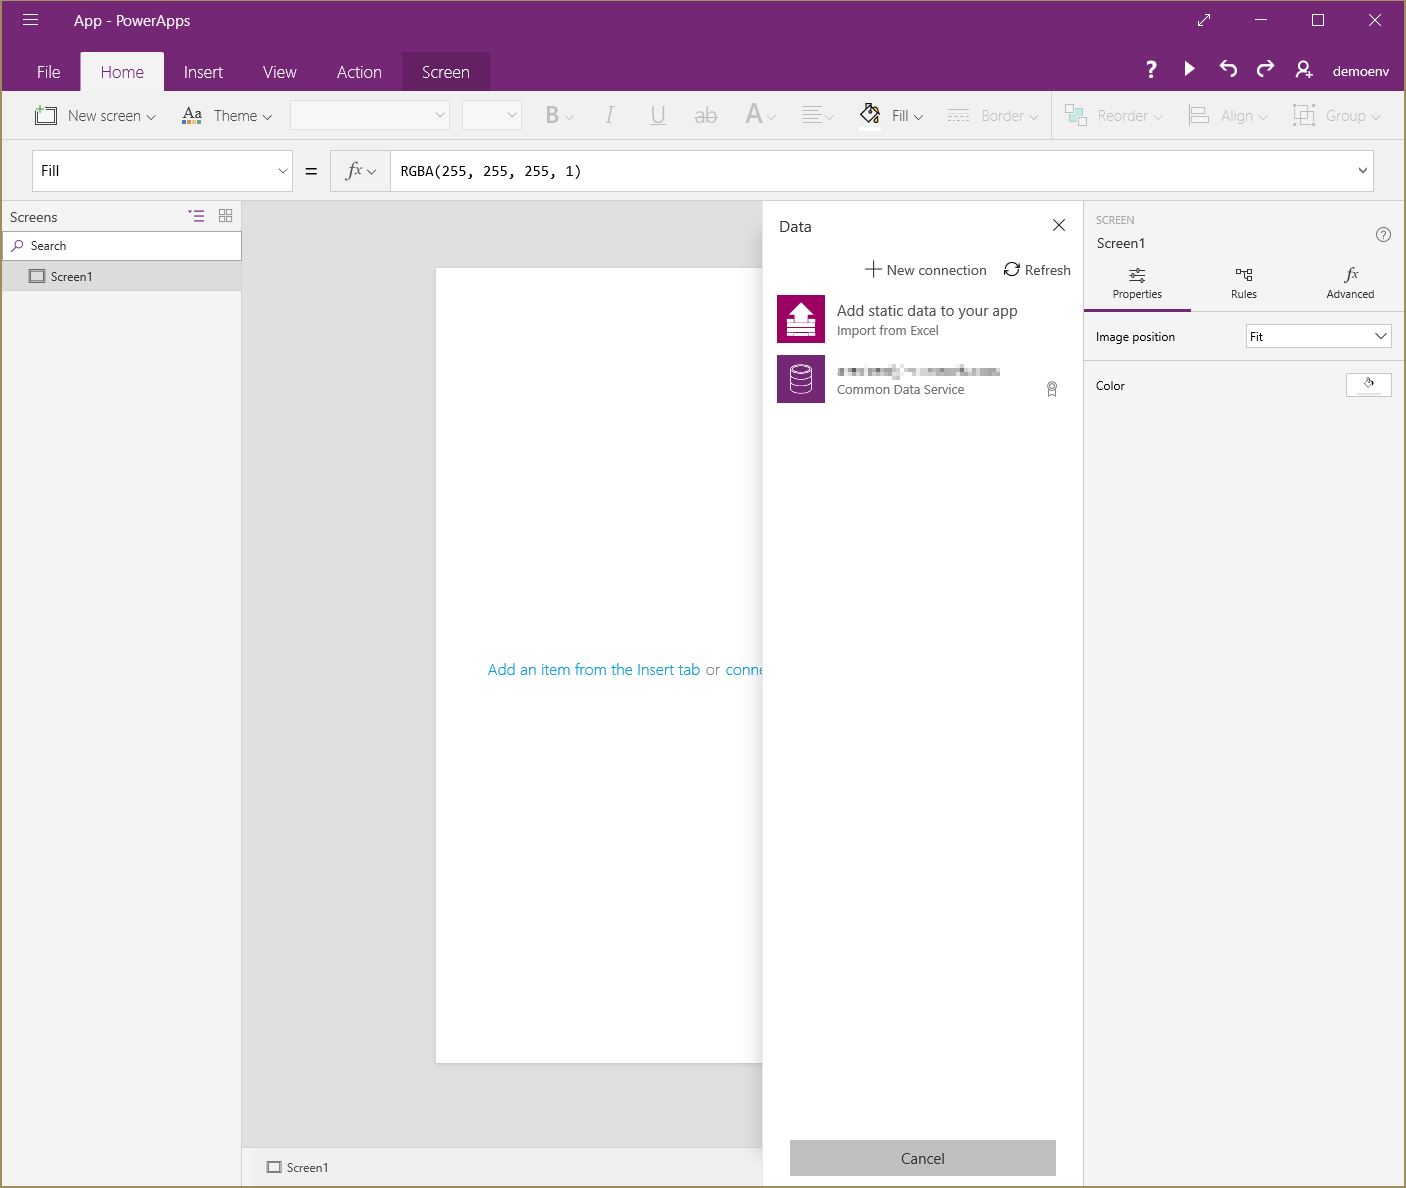 App - PowerApps
File Home Insert View Action Screen
? demoenv
New screen Aa Theme B I U ab A Fill Border Reorder Align Group
Fill = fx RGBA(255, 255, 255, 1)
Screens
Search
Screen1
Add an item from the Insert tab or conne
Data
New connection Refresh
Add static data to your app
Import from Excel
Common Data Service
Cancel
SCREEN
Screen1
?
fx
Properties Rules Advanced
Image position Fit
Color
Screen1